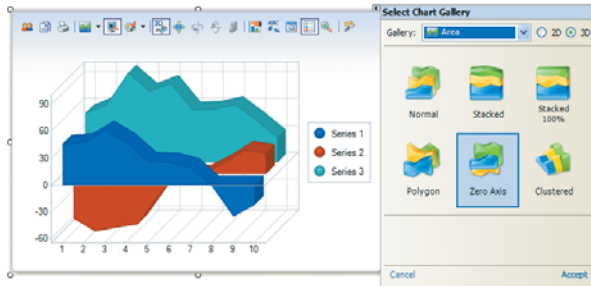 Select Chart Gallery
Gallery: Area 2D 3D
Normal
Stacked
Stacked
100%
Polygon
Zero Axis
Clustered
Cancel
Accept
3D
ABC
90
60
30
0
-30
-60
1 2 3 4 5 6 7 8 9 10
Series 1
Series 2
Series 3